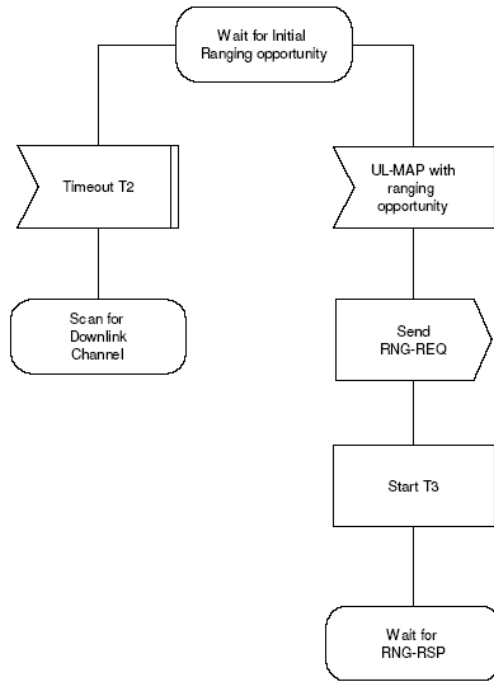 Wait for Initial
Ranging opportunity
Timeout T2
UL-MAP with
ranging
opportunity
Scan for
Downlink
Channel
Send
RNG-REQ
Start T3
Wait for
RNG-RSP